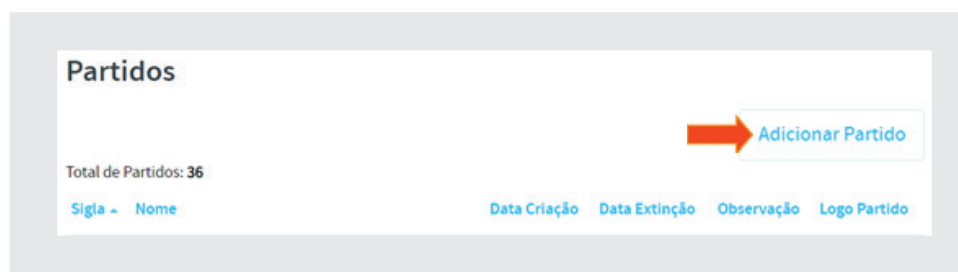 Partidos
Adicionar Partido
Total de Partidos: 36
Sigla Nome Data Criação Data Extinção Observação Logo Partido